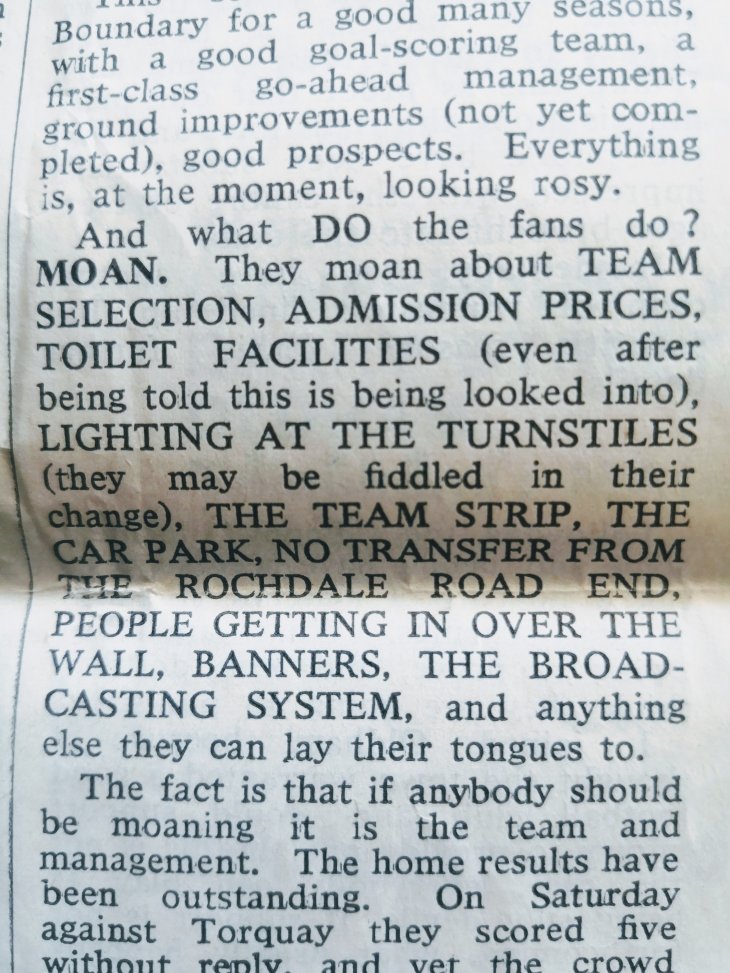 This
Boundary for a good many seasons,
with a good goal-scoring team, a
first-class go-ahead management,
ground improvements (not yet com-
pleted), good prospects. Everything
is, at the moment, looking rosy.
And what DO the fans do ?
MOAN. They moan about TEAM
SELECTION, ADMISSION PRICES,
TOILET FACILITIES (even after
being told this is being looked into),
LIGHTING AT THE TURNSTILES
(they may be fiddled in their
change), THE TEAM STRIP, THE
CAR PARK, NO TRANSFER FROM
THE ROCHDALE ROAD END,
PEOPLE GETTING IN OVER THE
WALL, BANNERS, THE BROAD-
CASTING SYSTEM, and anything
else they can lay their tongues to.
The fact is that if anybody should
be moaning it is the team and
management. The home results have
been outstanding. On Saturday
against Torquay they scored five
without reply, and yet the crowd